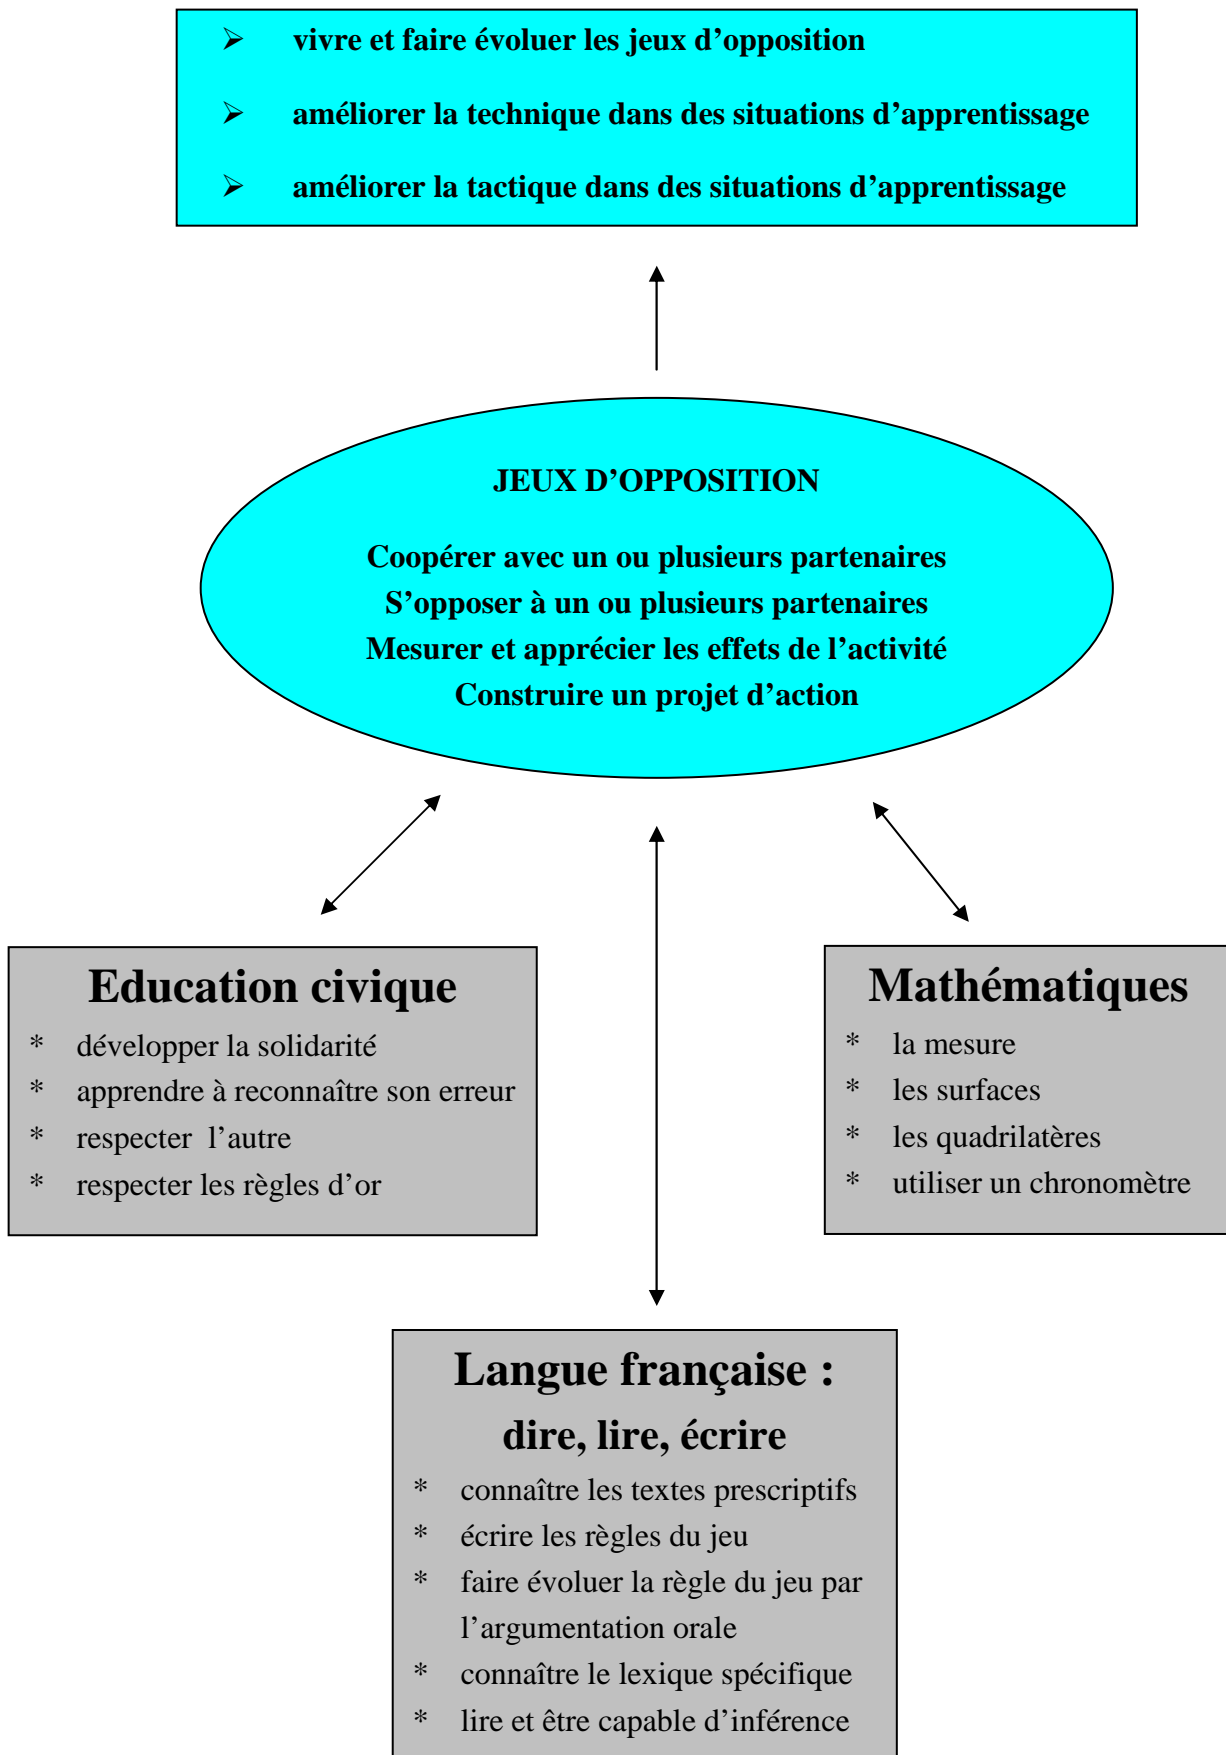 ➢ vivre et faire évoluer les jeux d’opposition
➢ améliorer la technique dans des situations d’apprentissage
➢ améliorer la tactique dans des situations d’apprentissage
JEUX D’OPPOSITION
Coopérer avec un ou plusieurs partenaires
S’opposer à un ou plusieurs partenaires
Mesurer et apprécier les effets de l’activité
Construire un projet d’action
Education civique
* développer la solidarité
* apprendre à reconnaître son erreur
* respecter l’autre
* respecter les règles d’or
Mathématiques
* la mesure
* les surfaces
* les quadrilatères
* utiliser un chronomètre
Langue française :
dire, lire, écrire
* connaître les textes prescriptifs
* écrire les règles du jeu
* faire évoluer la règle du jeu par
l’argumentation orale
* connaître le lexique spécifique
* lire et être capable d’inférence